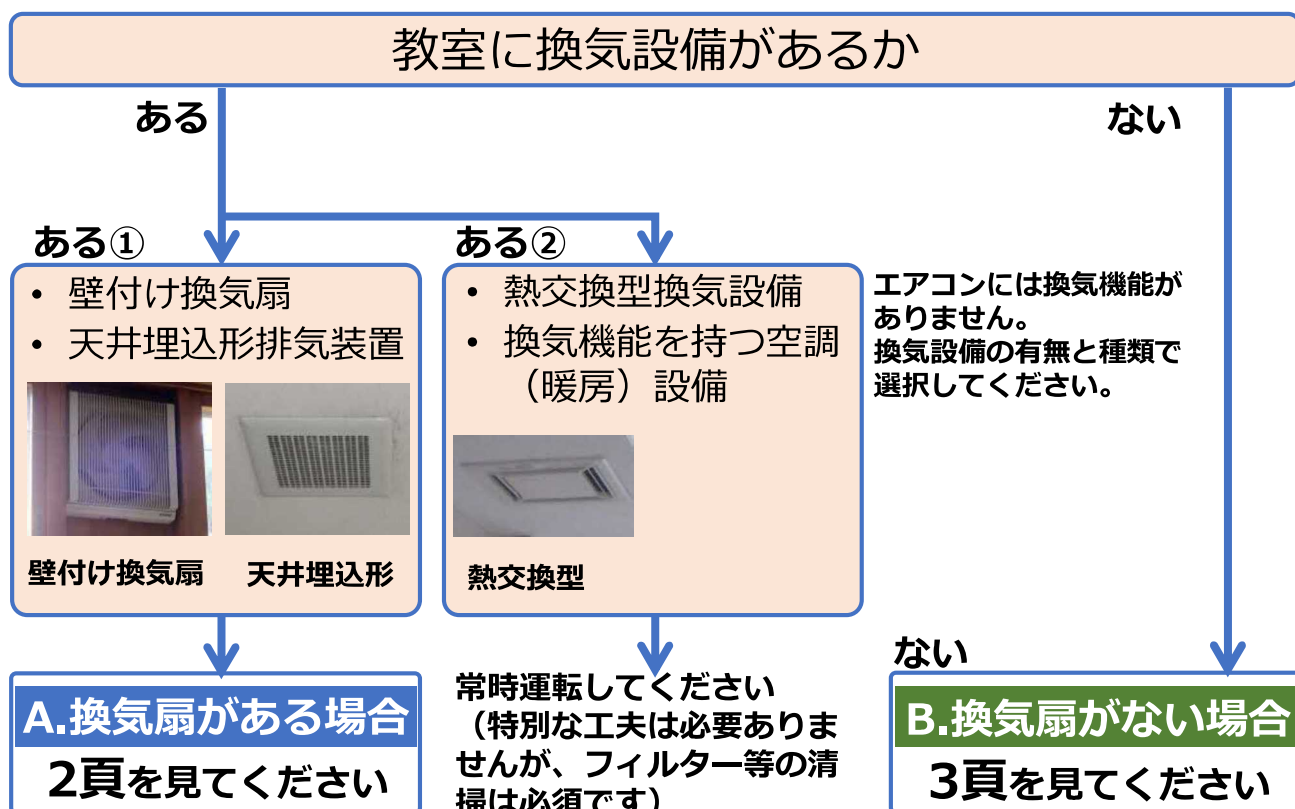 教室に換気設備があるか
ある
ない
ある①
• 壁付け換気扇
• 天井埋込形排気装置
壁付け換気扇
天井埋込形
ある②
• 熱交換型換気設備
• 換気機能を持つ空調
（暖房）設備
熱交換型
エアコンには換気機能が
ありません。
換気設備の有無と種類で
選択してください。
A.換気扇がある場合
2頁を見てください
常時運転してください
（特別な工夫は必要ありま
せんが、フィルター等の清
掃は必須です）
ない
B.換気扇がない場合
3頁を見てください